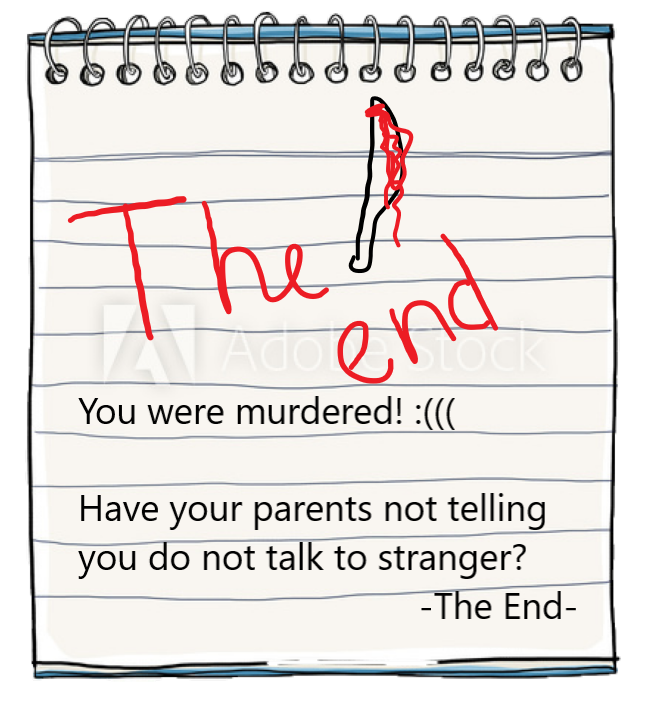 The
end
Adobe Stock
You were murdered! :(((
Have your parents not telling
you do not talk to stranger?
-The End-